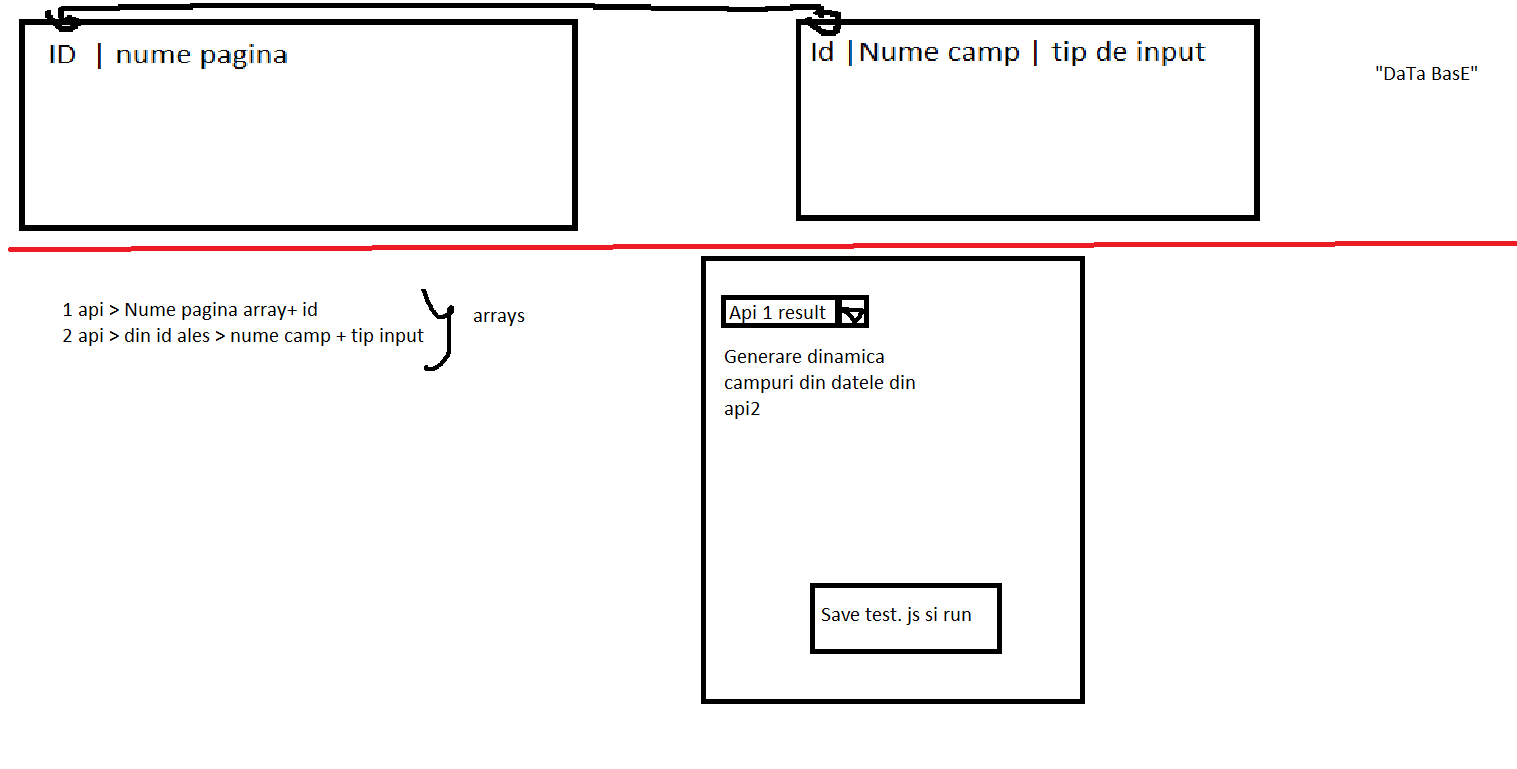 ID | nume pagina
Id |Nume camp | tip de input
"DaTa BasE"
1 api > Nume pagina array+ id
2 api > din id ales > nume camp + tip input
arrays
Api 1 result
Generare dinamica
campuri din datele din
api2
Save test. js si run